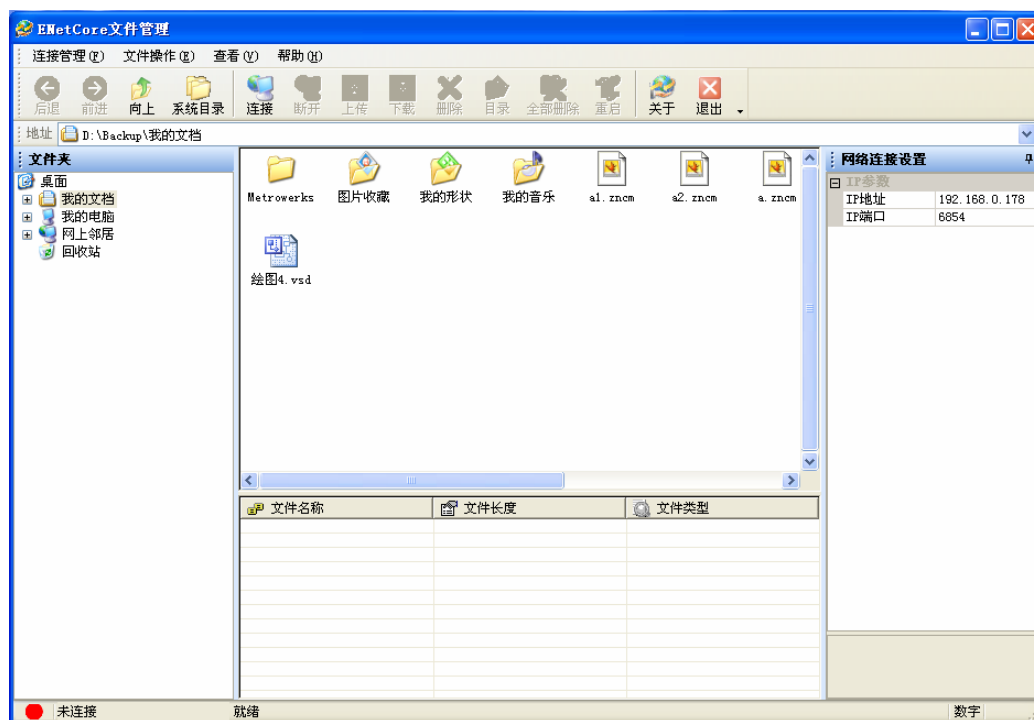 ENetCore文件管理
连接管理(F) 文件操作(E) 查看(V) 帮助(H)
后退 前进 向上 系统目录 连接 断开 上传 下载 删除 目录 全部删除 重启 关于 退出
地址 D:\Backup\我的文档
文件夹
桌面
我的文档
我的电脑
网上邻居
回收站
Metrowerks 图片收藏 我的形状 我的音乐 a1.zncm a2.zncm a.zncm
绘图4.vsd
文件名称 文件长度 文件类型
网络连接设置
IP参数
IP地址 192.168.0.178
IP端口 6854
未连接 就绪 数字